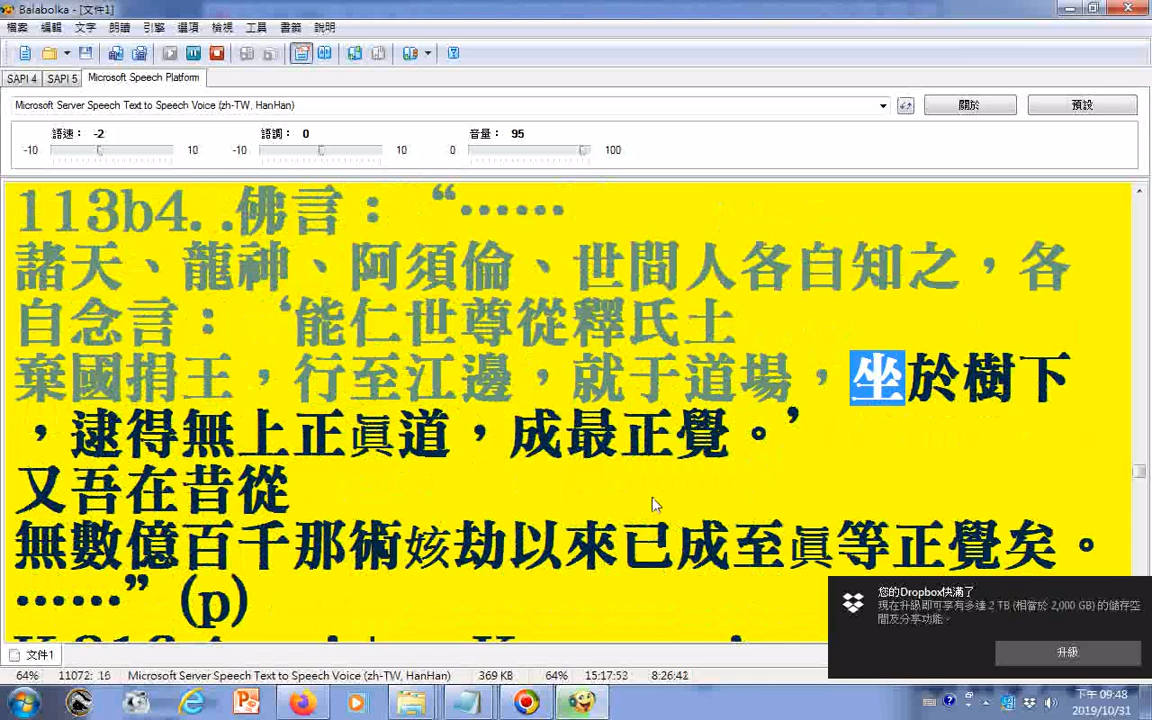 Balabolka - [文件1]
檔案 編輯 文字 朗讀 引擎 選項 檢視 工具 書籤 說明
SAPI 4 SAPI 5 Microsoft Speech Platform
Microsoft Server Speech Text to Speech Voice (zh-TW, HanHan) 關於 預設
語速： -2 語調： 0 音量： 95
-10 10 -10 10 0 100
113b4..佛言：“……
諸天、龍神、阿須倫、世間人各自知之，各
自念言：‘能仁世尊從釋氏土
棄國捐王，行至江邊，就于道場，坐於樹下
，逮得無上正眞道，成最正覺。’
又吾在昔從
無數億百千那術姟劫以來已成至眞等正覺矣。
……”(p)
您的Dropbox快滿了
現在升級即可享有多達 2 TB (相當於 2,000 GB) 的儲存空
間及分享功能。
升級
文件1
64% 11072: 16 Microsoft Server Speech Text to Speech Voice (zh-TW, HanHan) 369 KB 64% 15:17:53 8:26:42
下午 09:48
2019/10/31